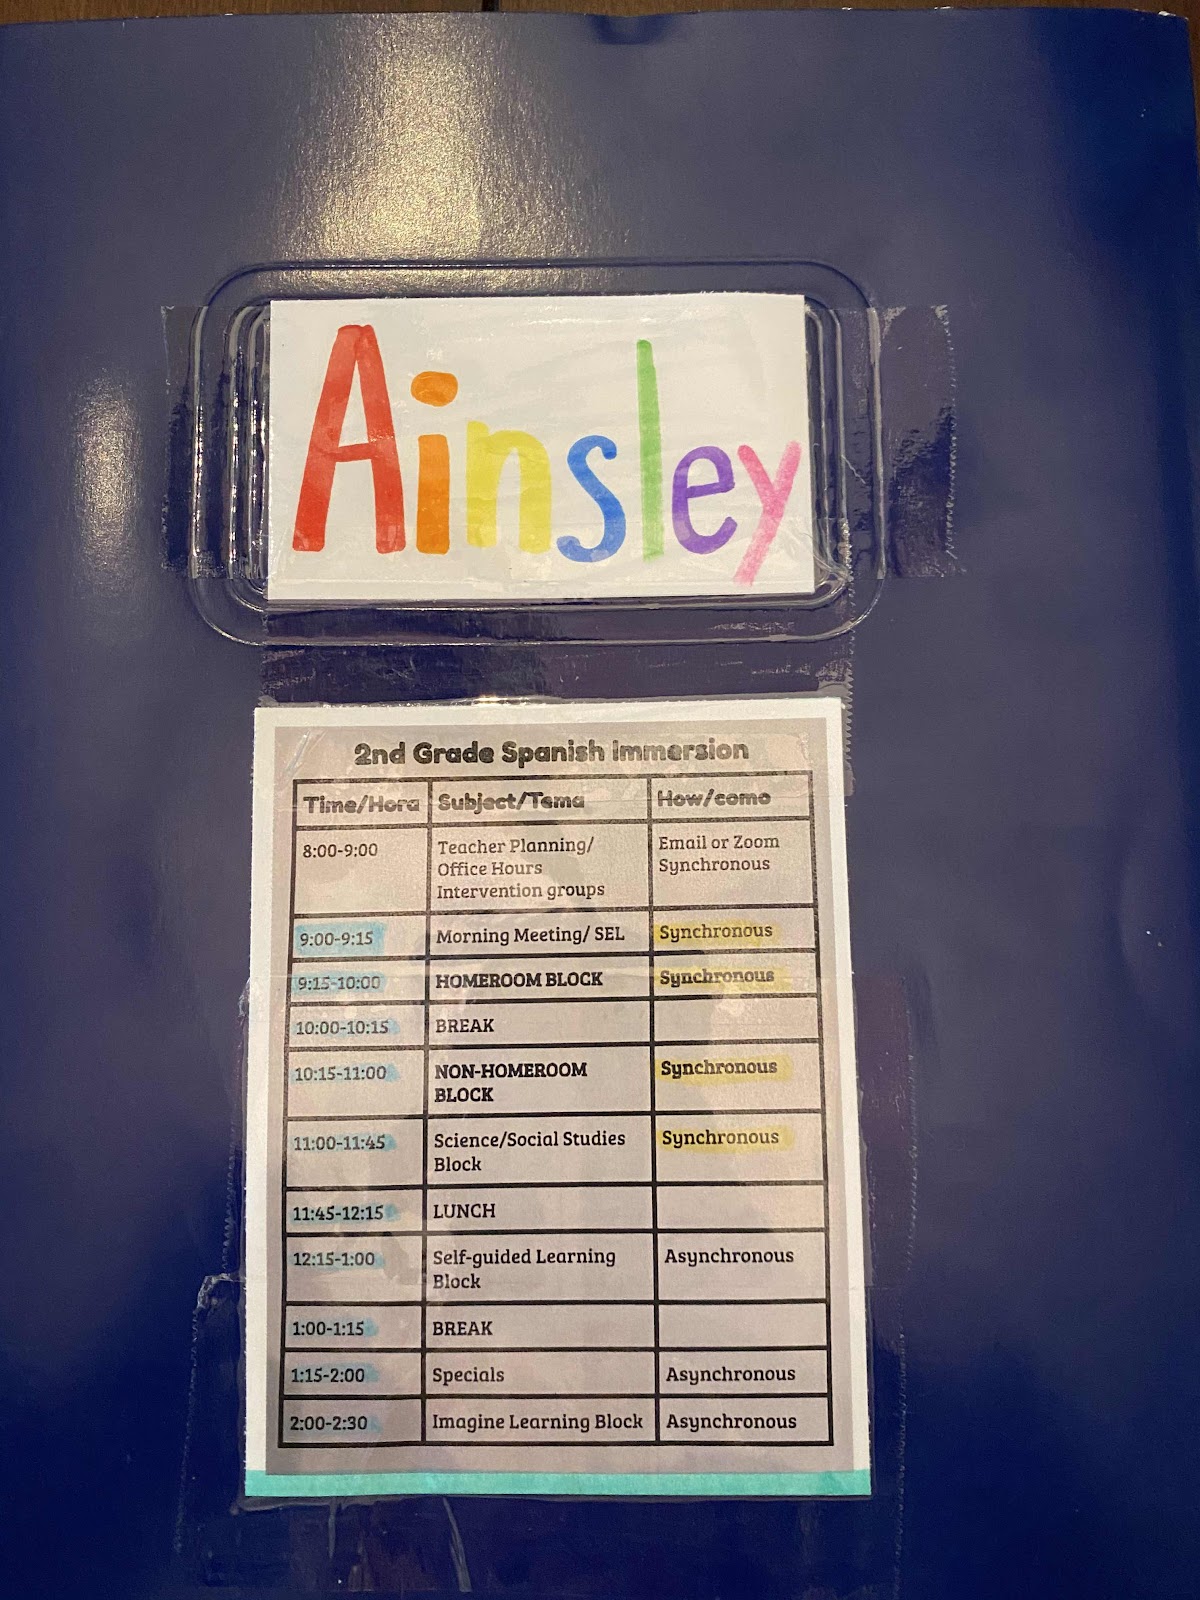 Ainsley
2nd Grade Spanish Immersion
Time/Hora Subject/Tema How/como
8:00-9:00 Teacher Planning/ Email or Zoom
Office Hours Synchronous
Intervention groups
9:00-9:15 Morning Meeting/ SEL Synchronous
9:15-10:00 HOMEROOM BLOCK Synchronous
10:00-10:15 BREAK
10:15-11:00 NON-HOMEROOM Synchronous
BLOCK
11:00-11:45 Science/Social Studies Synchronous
Block
11:45-12:15 LUNCH
12:15-1:00 Self-guided Learning Asynchronous
Block
1:00-1:15 BREAK
1:15-2:00 Specials Asynchronous
2:00-2:30 Imagine Learning Block Asynchronous